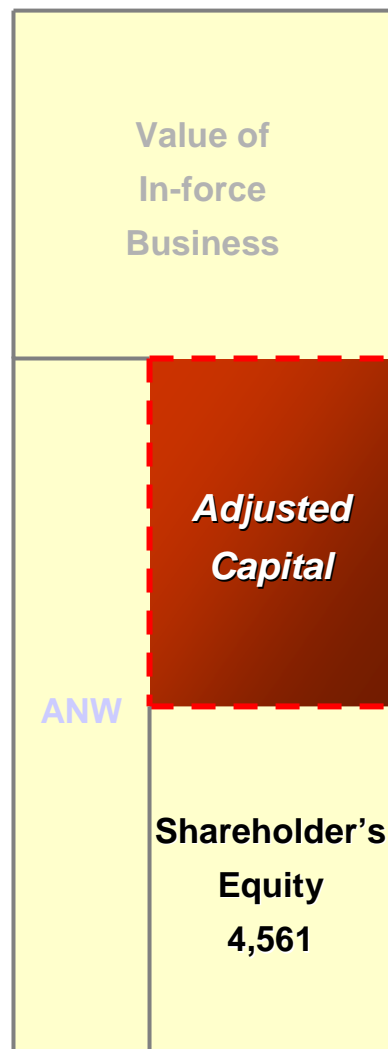 Value of
In-force
Business
Adjusted
Capital
ANW
Shareholder’s
Equity
4,561